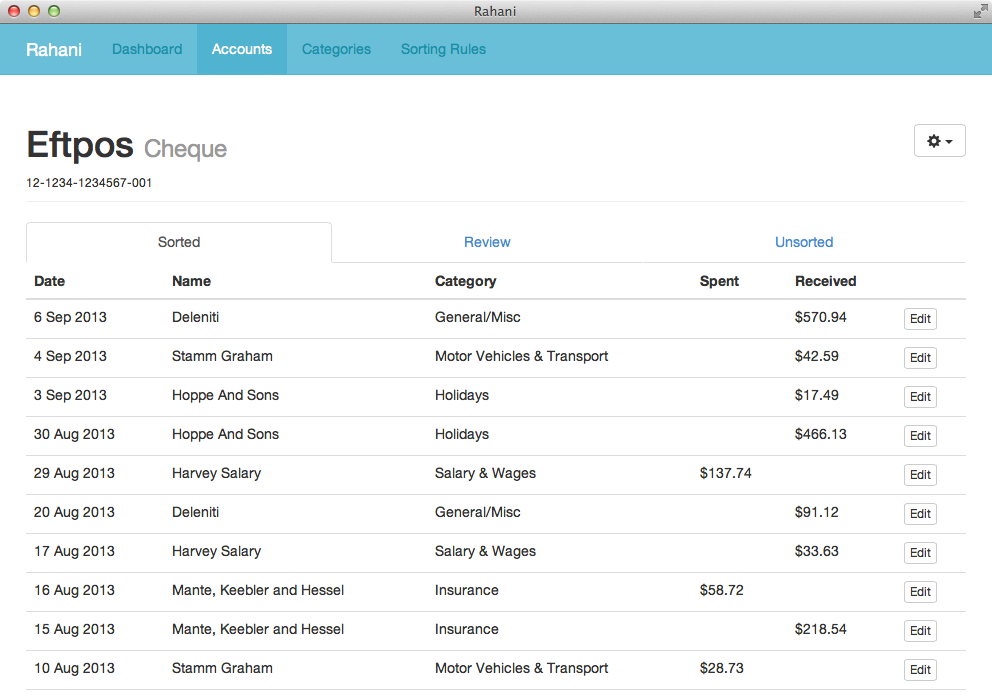 Rahani
Rahani Dashboard Accounts Categories Sorting Rules
Eftpos Cheque
12-1234-1234567-001
Sorted Review Unsorted
Date Name Category Spent Received
6 Sep 2013 Deleniti General/Misc $570.94 Edit
4 Sep 2013 Stamm Graham Motor Vehicles & Transport $42.59 Edit
3 Sep 2013 Hoppe And Sons Holidays $17.49 Edit
30 Aug 2013 Hoppe And Sons Holidays $466.13 Edit
29 Aug 2013 Harvey Salary Salary & Wages $137.74 Edit
20 Aug 2013 Deleniti General/Misc $91.12 Edit
17 Aug 2013 Harvey Salary Salary & Wages $33.63 Edit
16 Aug 2013 Mante, Keebler and Hessel Insurance $58.72 Edit
15 Aug 2013 Mante, Keebler and Hessel Insurance $218.54 Edit
10 Aug 2013 Stamm Graham Motor Vehicles & Transport $28.73 Edit